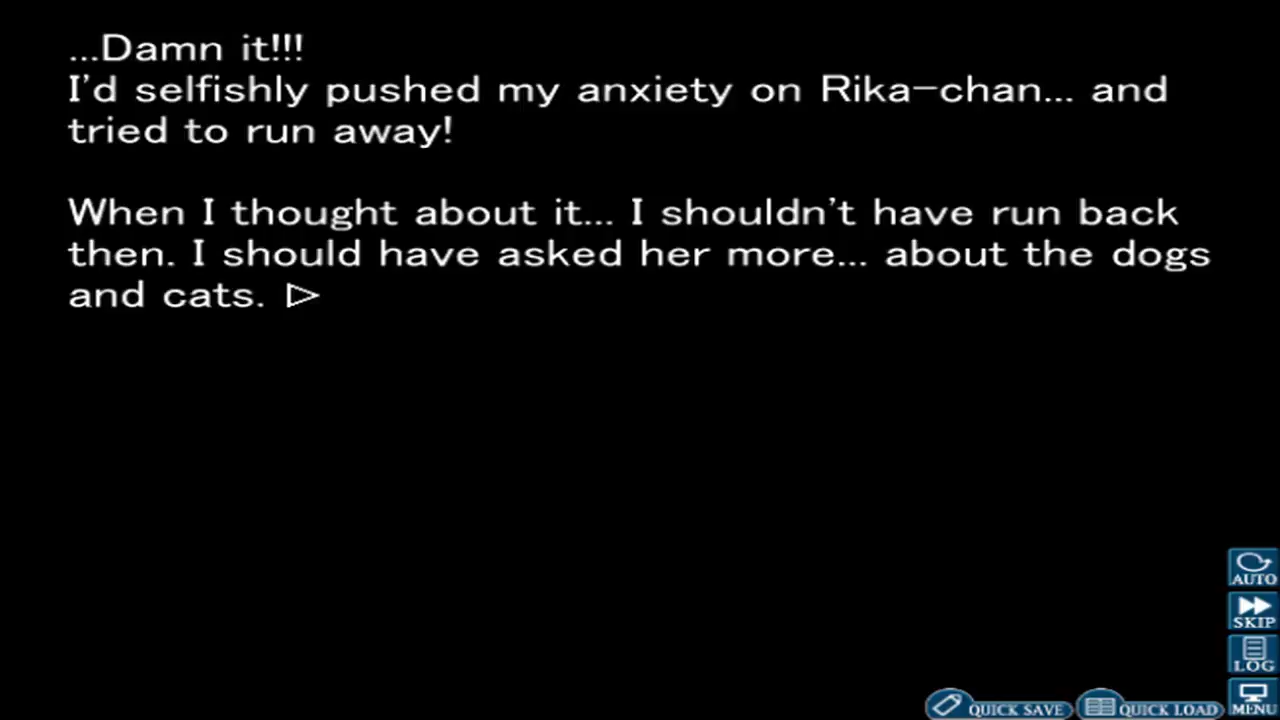 ...Damn it!!!
I'd selfishly pushed my anxiety on Rika-chan... and
tried to run away!
When I thought about it... I shouldn't have run back
then. I should have asked her more... about the dogs
and cats.
AUTO
SKIP
LOG
MENU
QUICK SAVE
QUICK LOAD